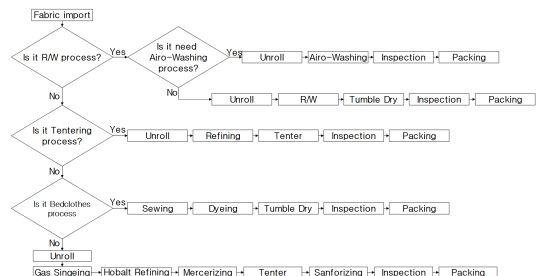 Fabric import
Is it R/W process?
Yes
Is it need
Airo-Washing
process?
Yes
Unroll
Airo-Washing
Inspection
Packing
No
Unroll
R/W
Tumble Dry
Inspection
Packing
No
Is it Tentering
process?
Yes
Unroll
Refining
Tenter
Inspection
Packing
No
Is it Bedclothes
process
Yes
Sewing
Dyeing
Tumble Dry
Inspection
Packing
No
Unroll
Gas Singeing
Hobalt Refining
Mercerizing
Tenter
Sanforizing
Inspection
Packing